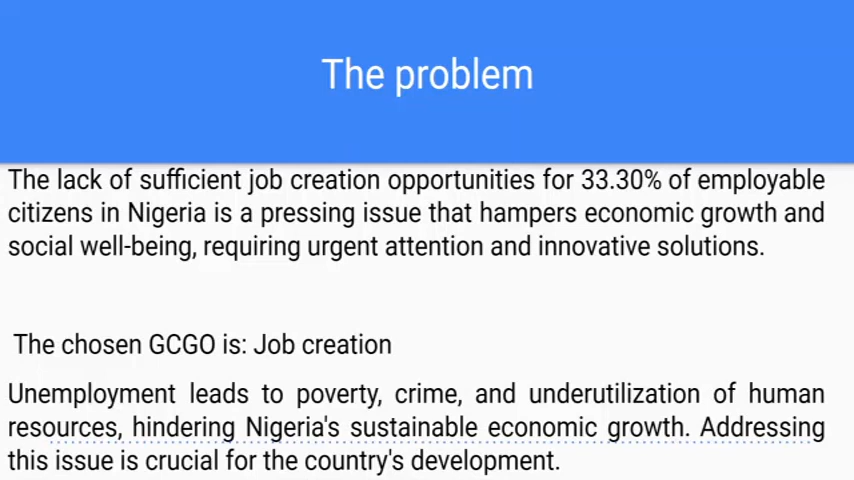 The problem
The lack of sufficient job creation opportunities for 33.30% of employable
citizens in Nigeria is a pressing issue that hampers economic growth and
social well-being, requiring urgent attention and innovative solutions.
The chosen GCGO is: Job creation
Unemployment leads to poverty, crime, and underutilization of human
resources, hindering Nigeria's sustainable economic growth. Addressing
this issue is crucial for the country's development.